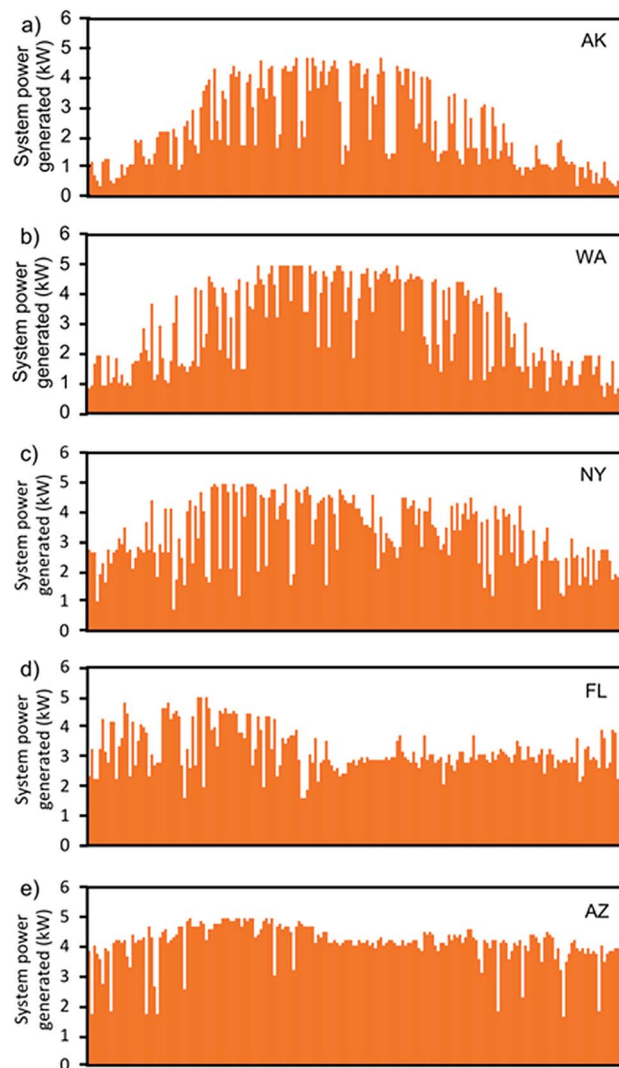 a)
AK
System power
generated (kW)
6
5
4
3
2
1
0
b)
WA
System power
generated (kW)
6
5
4
3
2
1
0
c)
NY
System power
generated (kW)
6
5
4
3
2
1
0
d)
FL
System power
generated (kW)
6
5
4
3
2
1
0
e)
AZ
System power
generated (kW)
6
5
4
3
2
1
0